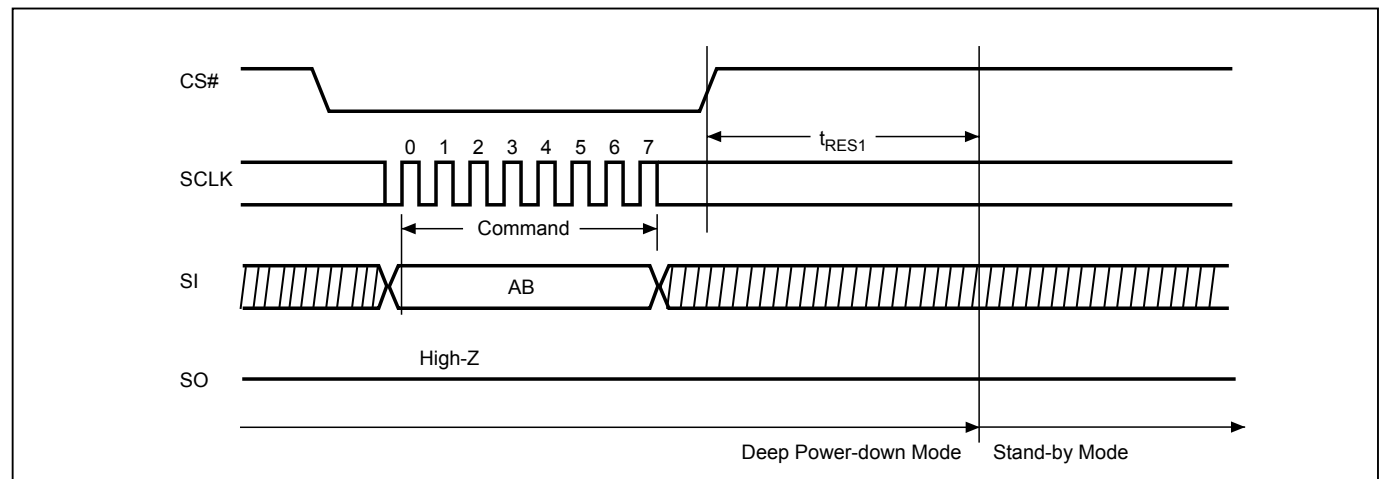 CS#
tRES1
0 1 2 3 4 5 6 7
SCLK
Command
SI
AB
High-Z
SO
Deep Power-down Mode Stand-by Mode